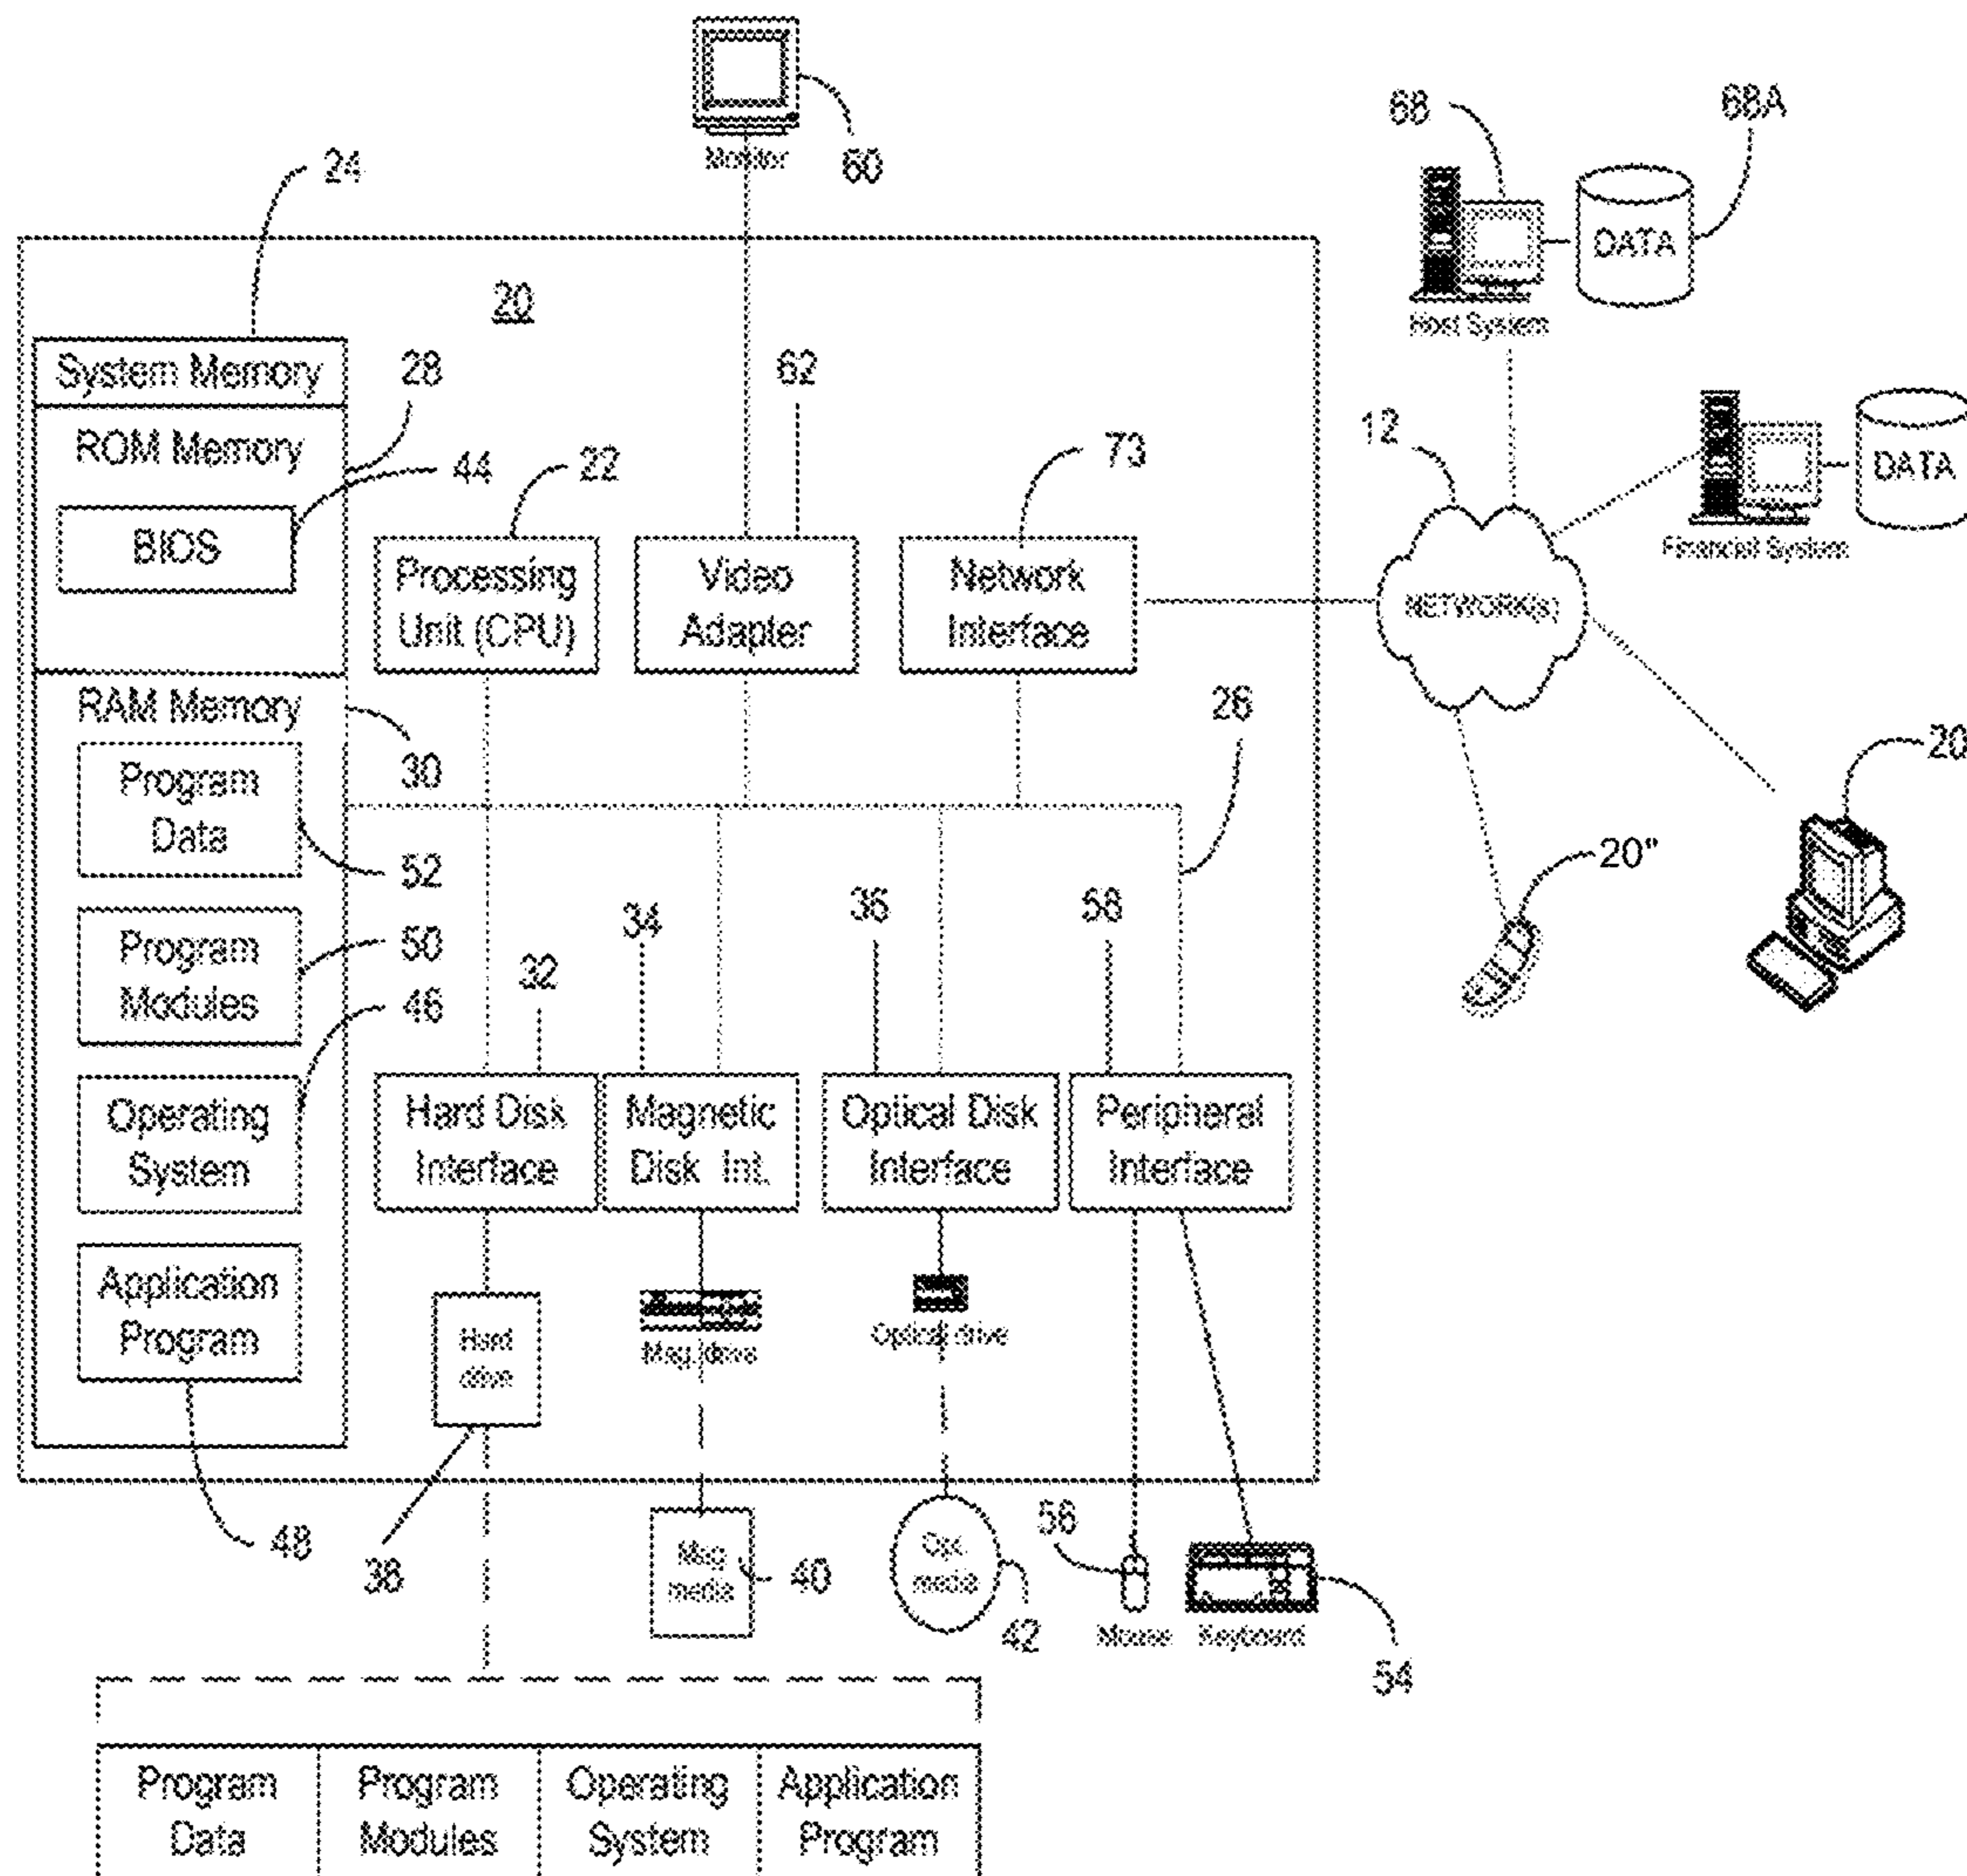 Monitor
60
68
68A
DATA
Host System
24
20
System Memory
28
ROM Memory
44
BIOS
22
62
73
12
DATA
Financial System
Processing
Unit (CPU)
Video
Adapter
Network
Interface
NETWORK(s)
RAM Memory
30
26
20
20"
Program
Data
52
Program
Modules
50
34
36
58
32
46
Operating
System
Hard Disk
Interface
Magnetic
Disk Int.
Optical Disk
Interface
Peripheral
Interface
Application
Program
Hard
drive
Mag. drive
Optical drive
48
38
Mag
media
40
Opt.
media
42
56
Mouse
Keyboard
54
Program
Data
Program
Modules
Operating
System
Application
Program